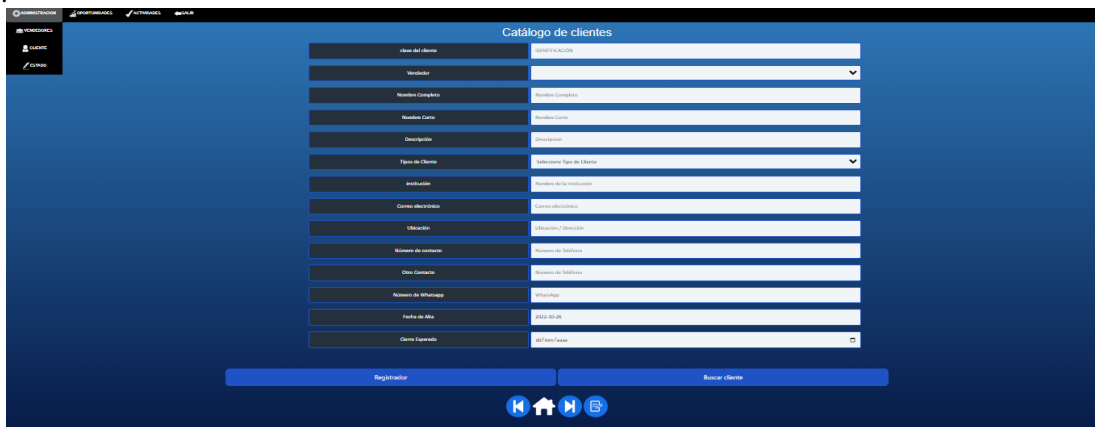 ADMINISTRACION OPORTUNIDADES ACTIVIDADES SALIR
VENDEDORES
CLIENTE
ESTADO
Catálogo de clientes
clave del cliente IDENTIFICACIÓN
Vendedor
Nombre Completo Nombre Completo
Nombre Corto Nombre Corto
Descripción Descripcion
Tipos de Cliente Seleccione Tipo de Cliente
institución Nombre de la institución
Correo electrónico Correo electrónico
Ubicación Ubicación / Dirección
Número de contacto Número de Teléfono
Otro Contacto Número de Teléfono
Número de Whatsapp WhatsApp
Fecha de Alta 2022-10-24
Cierre Esperado dd/mm/aaaa
Registrador Buscar cliente